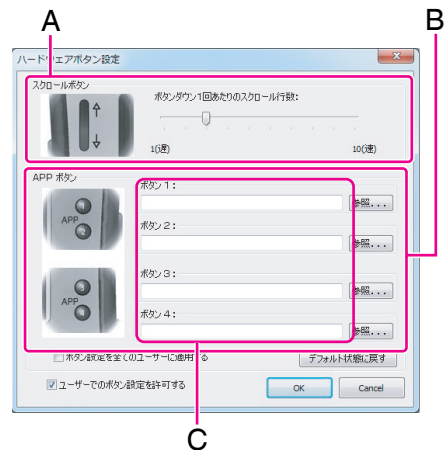 A
B
ハードウェアボタン設定
スクロールボタン
ボタンダウン1回あたりのスクロール行数:
1(遅)
10(速)
APP ボタン
ボタン 1:
参照...
APP
1
2
ボタン 2:
参照...
ボタン 3:
参照...
APP
3
4
ボタン 4:
参照...
ボタン設定を全てのユーザーに適用する
デフォルト状態に戻す
ユーザーでのボタン設定を許可する
OK
Cancel
C